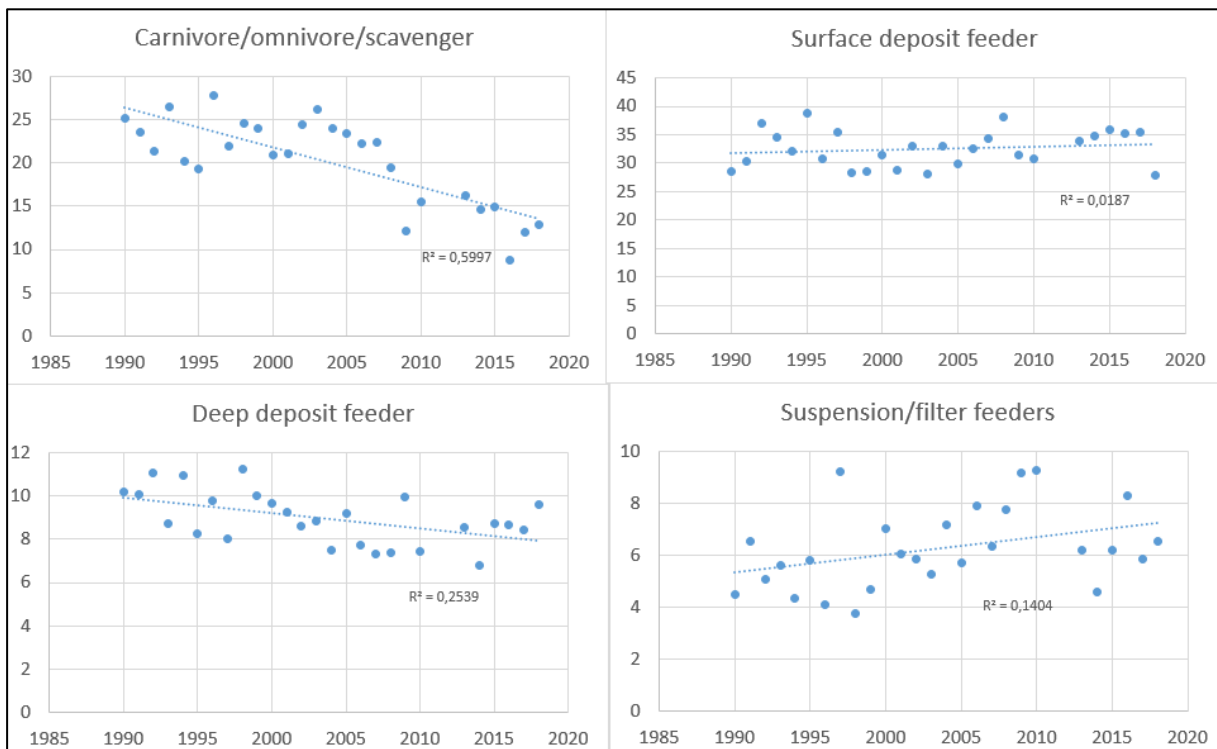 Carnivore/omnivore/scavenger
30
25
20
15
10
5
0
R² = 0,5997
1985 1990 1995 2000 2005 2010 2015 2020
Surface deposit feeder
45
40
35
30
25
20
15
10
5
0
R² = 0,0187
1985 1990 1995 2000 2005 2010 2015 2020
Deep deposit feeder
12
10
8
6
4
2
0
R² = 0,2539
1985 1990 1995 2000 2005 2010 2015 2020
Suspension/filter feeders
10
8
6
4
2
0
R² = 0,1404
1985 1990 1995 2000 2005 2010 2015 2020